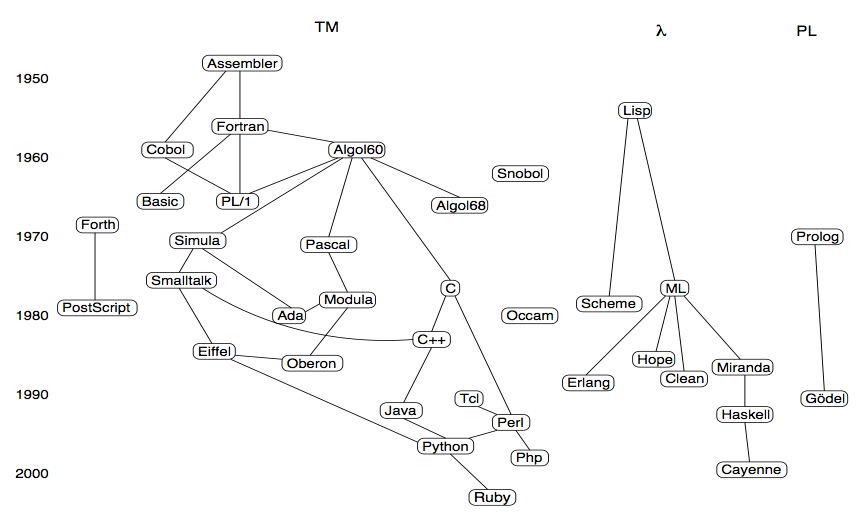 TM
λ
PL
Assembler
1950
Lisp
Fortran
Cobol
Algol60
1960
Snobol
Basic
PL/1
Algol68
Forth
1970
Simula
Pascal
Prolog
Smalltalk
C
ML
Modula
Scheme
PostScript
1980
Ada
Occam
C++
Eiffel
Oberon
Hope
Miranda
Erlang
Clean
1990
Tcl
Gödel
Java
Haskell
Perl
Python
Php
2000
Cayenne
Ruby